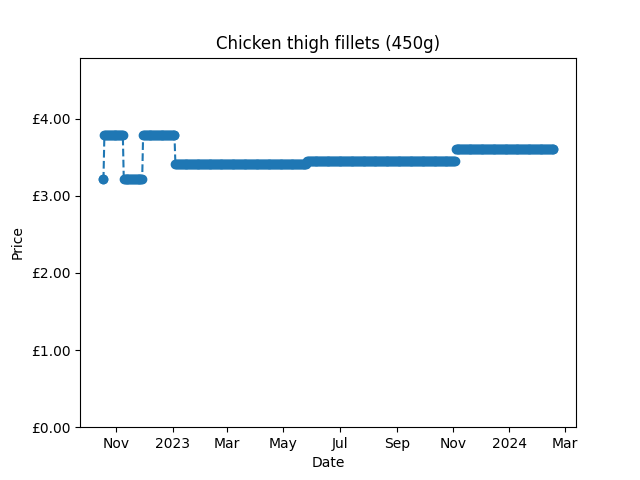 Chicken thigh fillets (450g)
£4.00
£3.00
£2.00
£1.00
£0.00
Price
Nov 2023 Mar May Jul Sep Nov 2024 Mar
Date